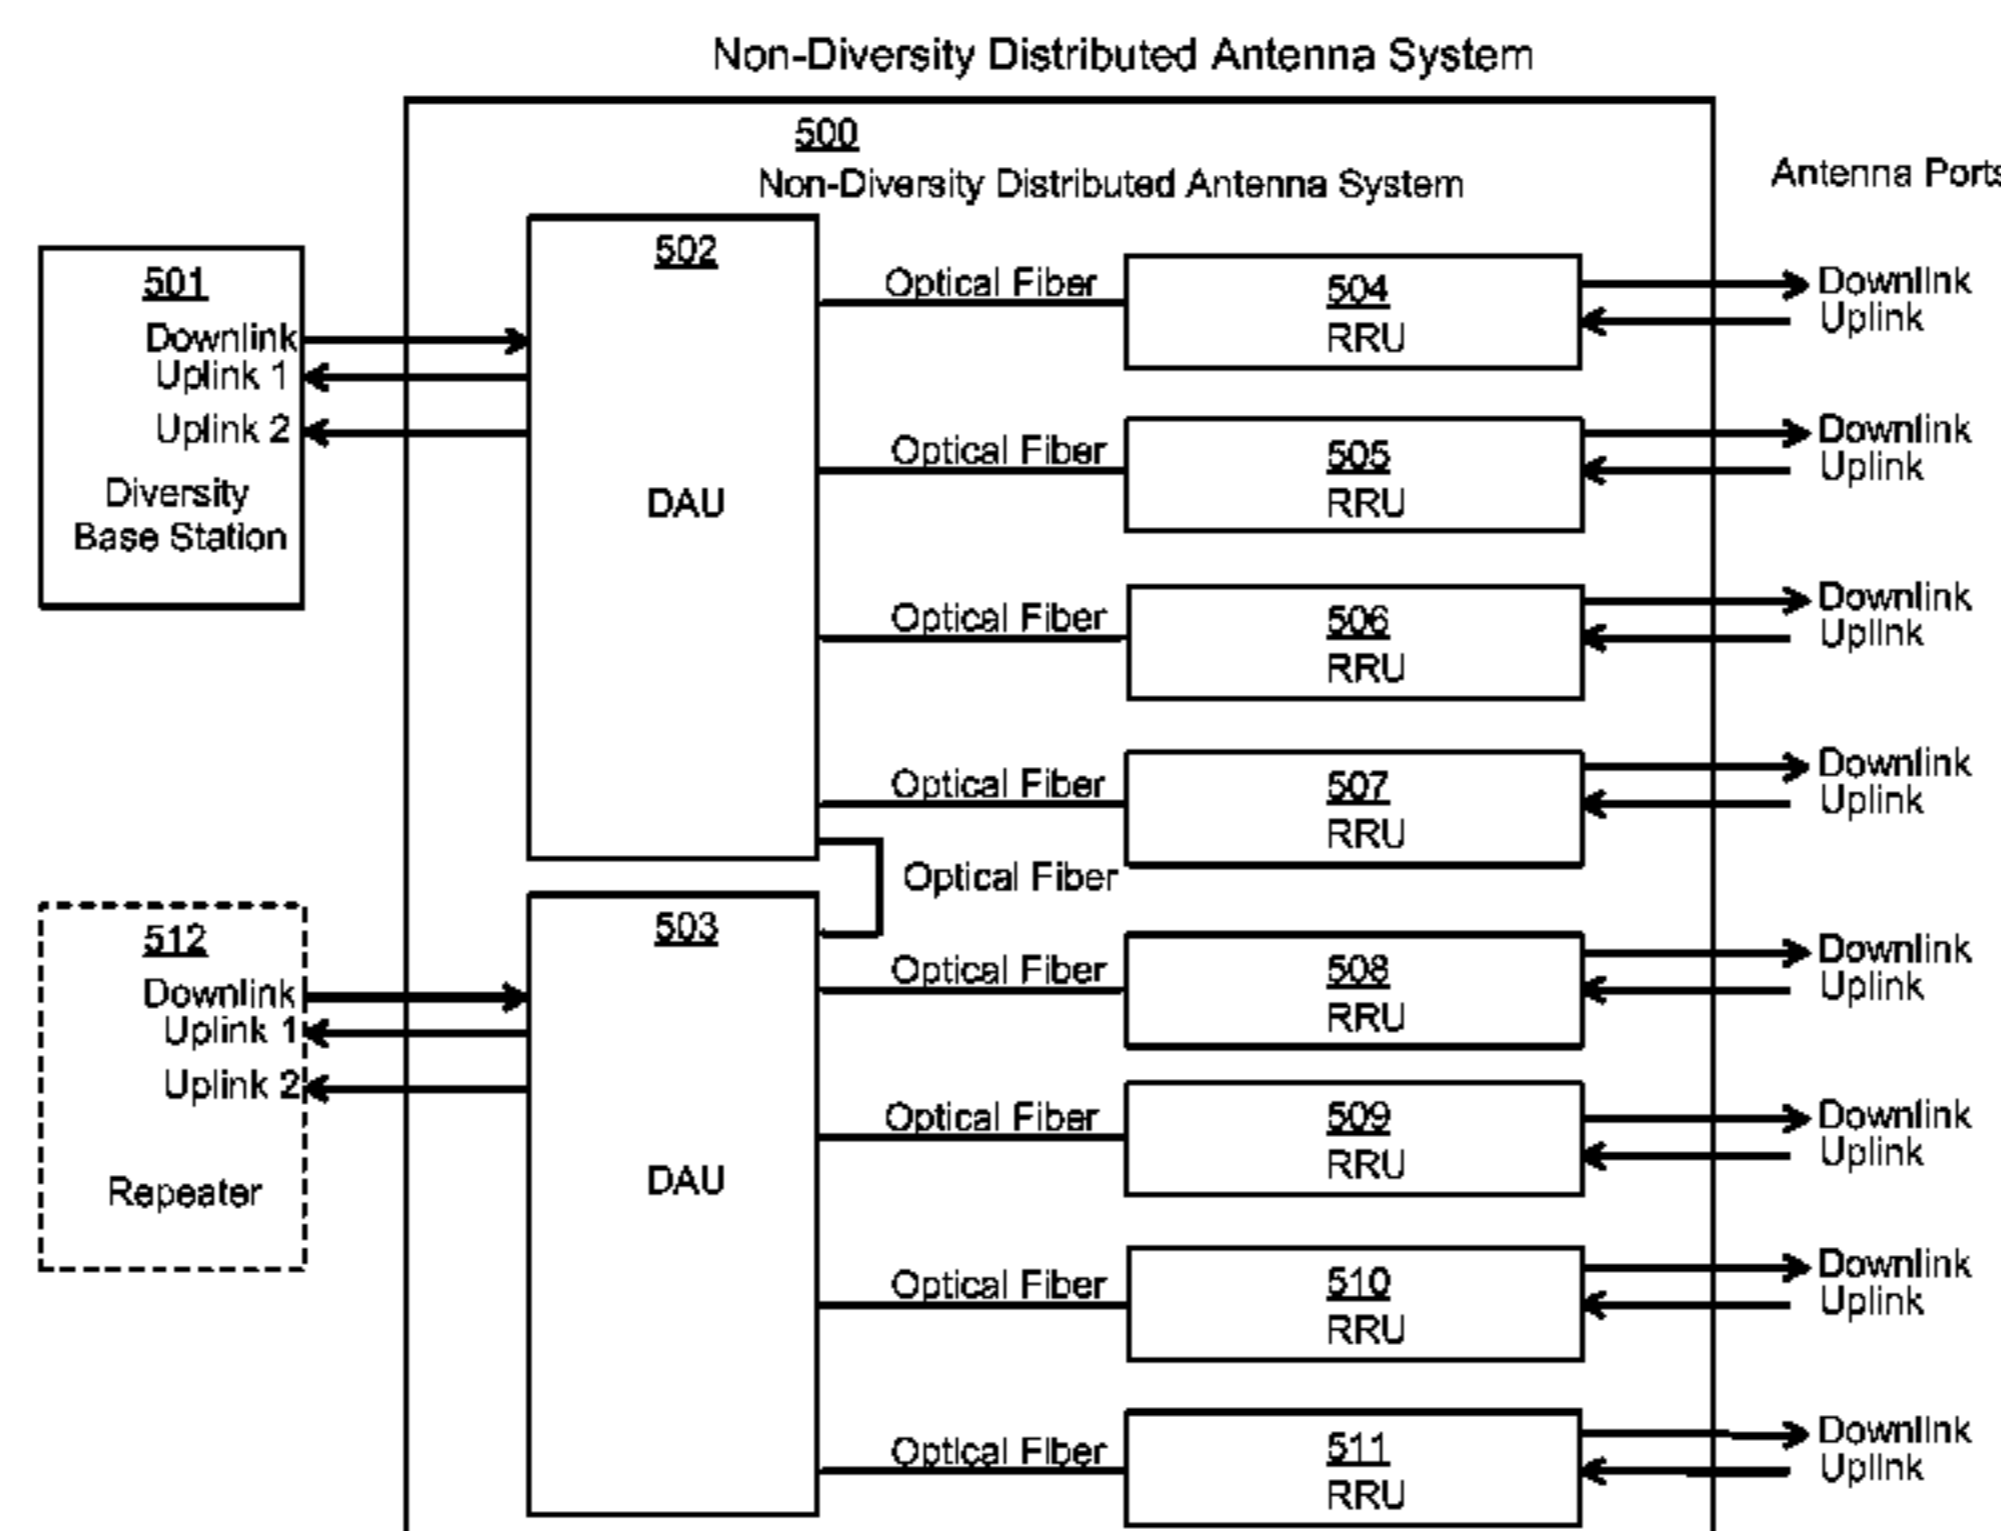 Non-Diversity Distributed Antenna System
500
Non-Diversity Distributed Antenna System
Antenna Ports
501
Downlink
Uplink 1
Uplink 2
Diversity
Base Station
502
DAU
Optical Fiber
504
RRU
Downlink
Uplink
Optical Fiber
505
RRU
Downlink
Uplink
Optical Fiber
506
RRU
Downlink
Uplink
Optical Fiber
507
RRU
Downlink
Uplink
Optical Fiber
512
Downlink
Uplink 1
Uplink 2
Repeater
503
DAU
Optical Fiber
508
RRU
Downlink
Uplink
Optical Fiber
509
RRU
Downlink
Uplink
Optical Fiber
510
RRU
Downlink
Uplink
Optical Fiber
511
RRU
Downlink
Uplink